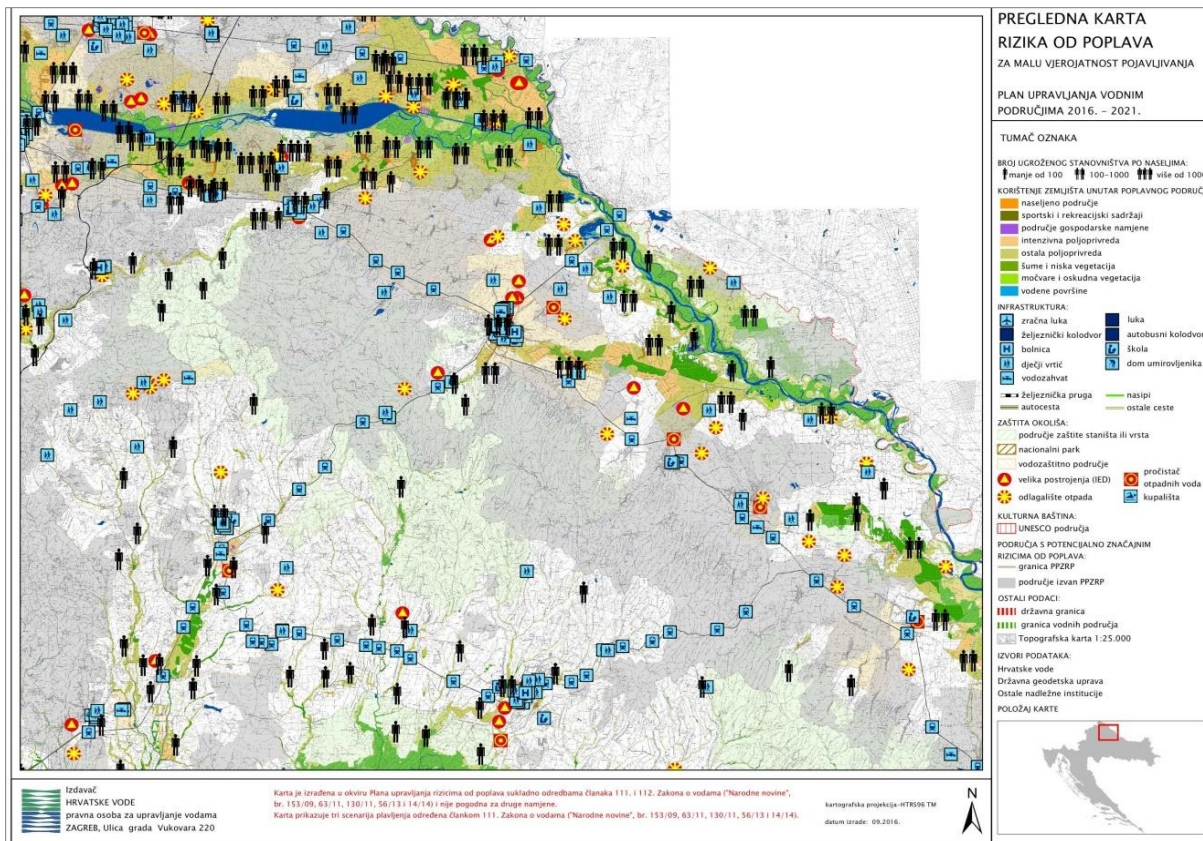 PREGLEDNA KARTA
RIZIKA OD POPLAVA
ZA MALU VJEROJATNOST POJAVLJIVANJA
PLAN UPRAVLJANJA VODNIM
PODRUČJIMA 2016. - 2021.
TUMAČ OZNAKA
BROJ UGROŽENOG STANOVNIŠTVA PO NASELJIMA:
manje od 100 100-1000 više od 1000
KORIŠTENJE ZEMLJIŠTA UNUTAR POPLAVNOG
naseljeno područje
sportski i rekreacijski sadržaji
područje gospodarske namjene
intenzivna poljoprivreda
ostala poljoprivreda
šume i niska vegetacija
močvare i oskudna vegetacija
vodene površine
INFRASTRUKTURA:
zračna luka luka
željeznički kolodvor autobusni kolodvor
bolnica škola
dječji vrtić dom umirovljenika
vodozahvat
željeznička pruga nasipi
autocesta ostale ceste
ZAŠTITA OKOLIŠA:
područje zaštite staništa ili vrsta
nacionalni park
vodozaštitno područje
velika postrojenja (IED) pročistač otpadnih voda
odlagalište otpada kupališta
KULTURNA BAŠTINA:
UNESCO područja
PODRUČJA S POTENCIJALNO ZNAČAJNIM
RIZICIMA OD POPLAVA:
granica PPZRP
područje izvan PPZRP
OSTALI PODACI:
državna granica
granica vodnih područja
Topografska karta 1:25.000
IZVORI PODATAKA:
Hrvatske vode
Državna geodetska uprava
Ostale nadležne institucije
POLOŽAJ KARTE
Izdavač
HRVATSKE VODE
pravna osoba za upravljanje vodama
ZAGREB, Ulica grada Vukovara 220
Karta je izrađena u okviru Plana upravljanja rizicima od poplava sukladno odredbama članaka 111. i 112. Zakona o vodama ("Narodne novine",
br. 153/09, 63/11, 130/11, 56/13 i 14/14) i nije pogodna za druge namjene.
Karta prikazuje tri scenarija plavljenja određena člankom 111. Zakona o vodama ("Narodne novine", br. 153/09, 63/11, 130/11, 56/13 i 14/14).
kartografska projekcija-HTRS96 TM
datum izrade: 09.2016.
N